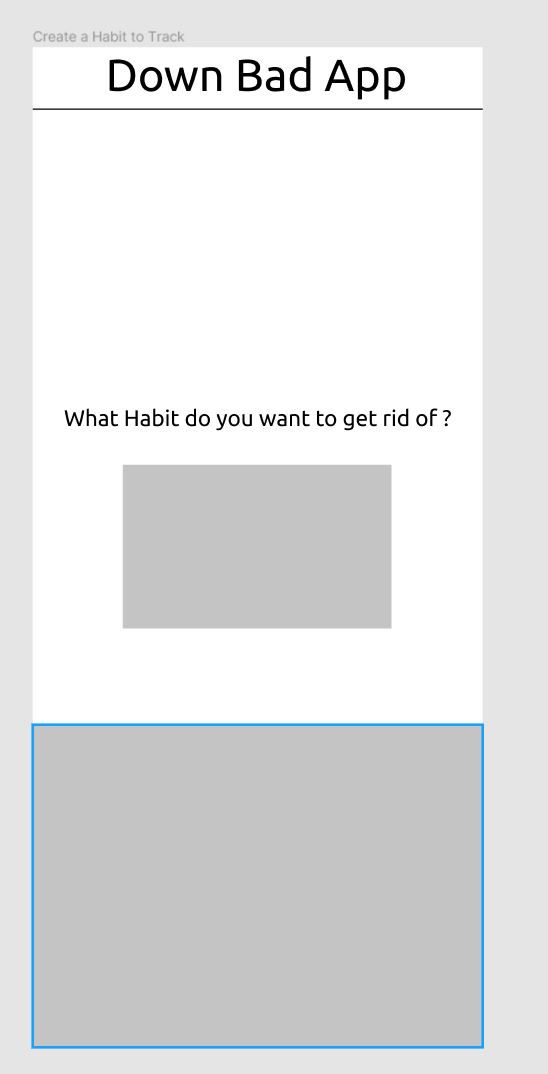 Create a Habit to Track
Down Bad App
What Habit do you want to get rid of ?